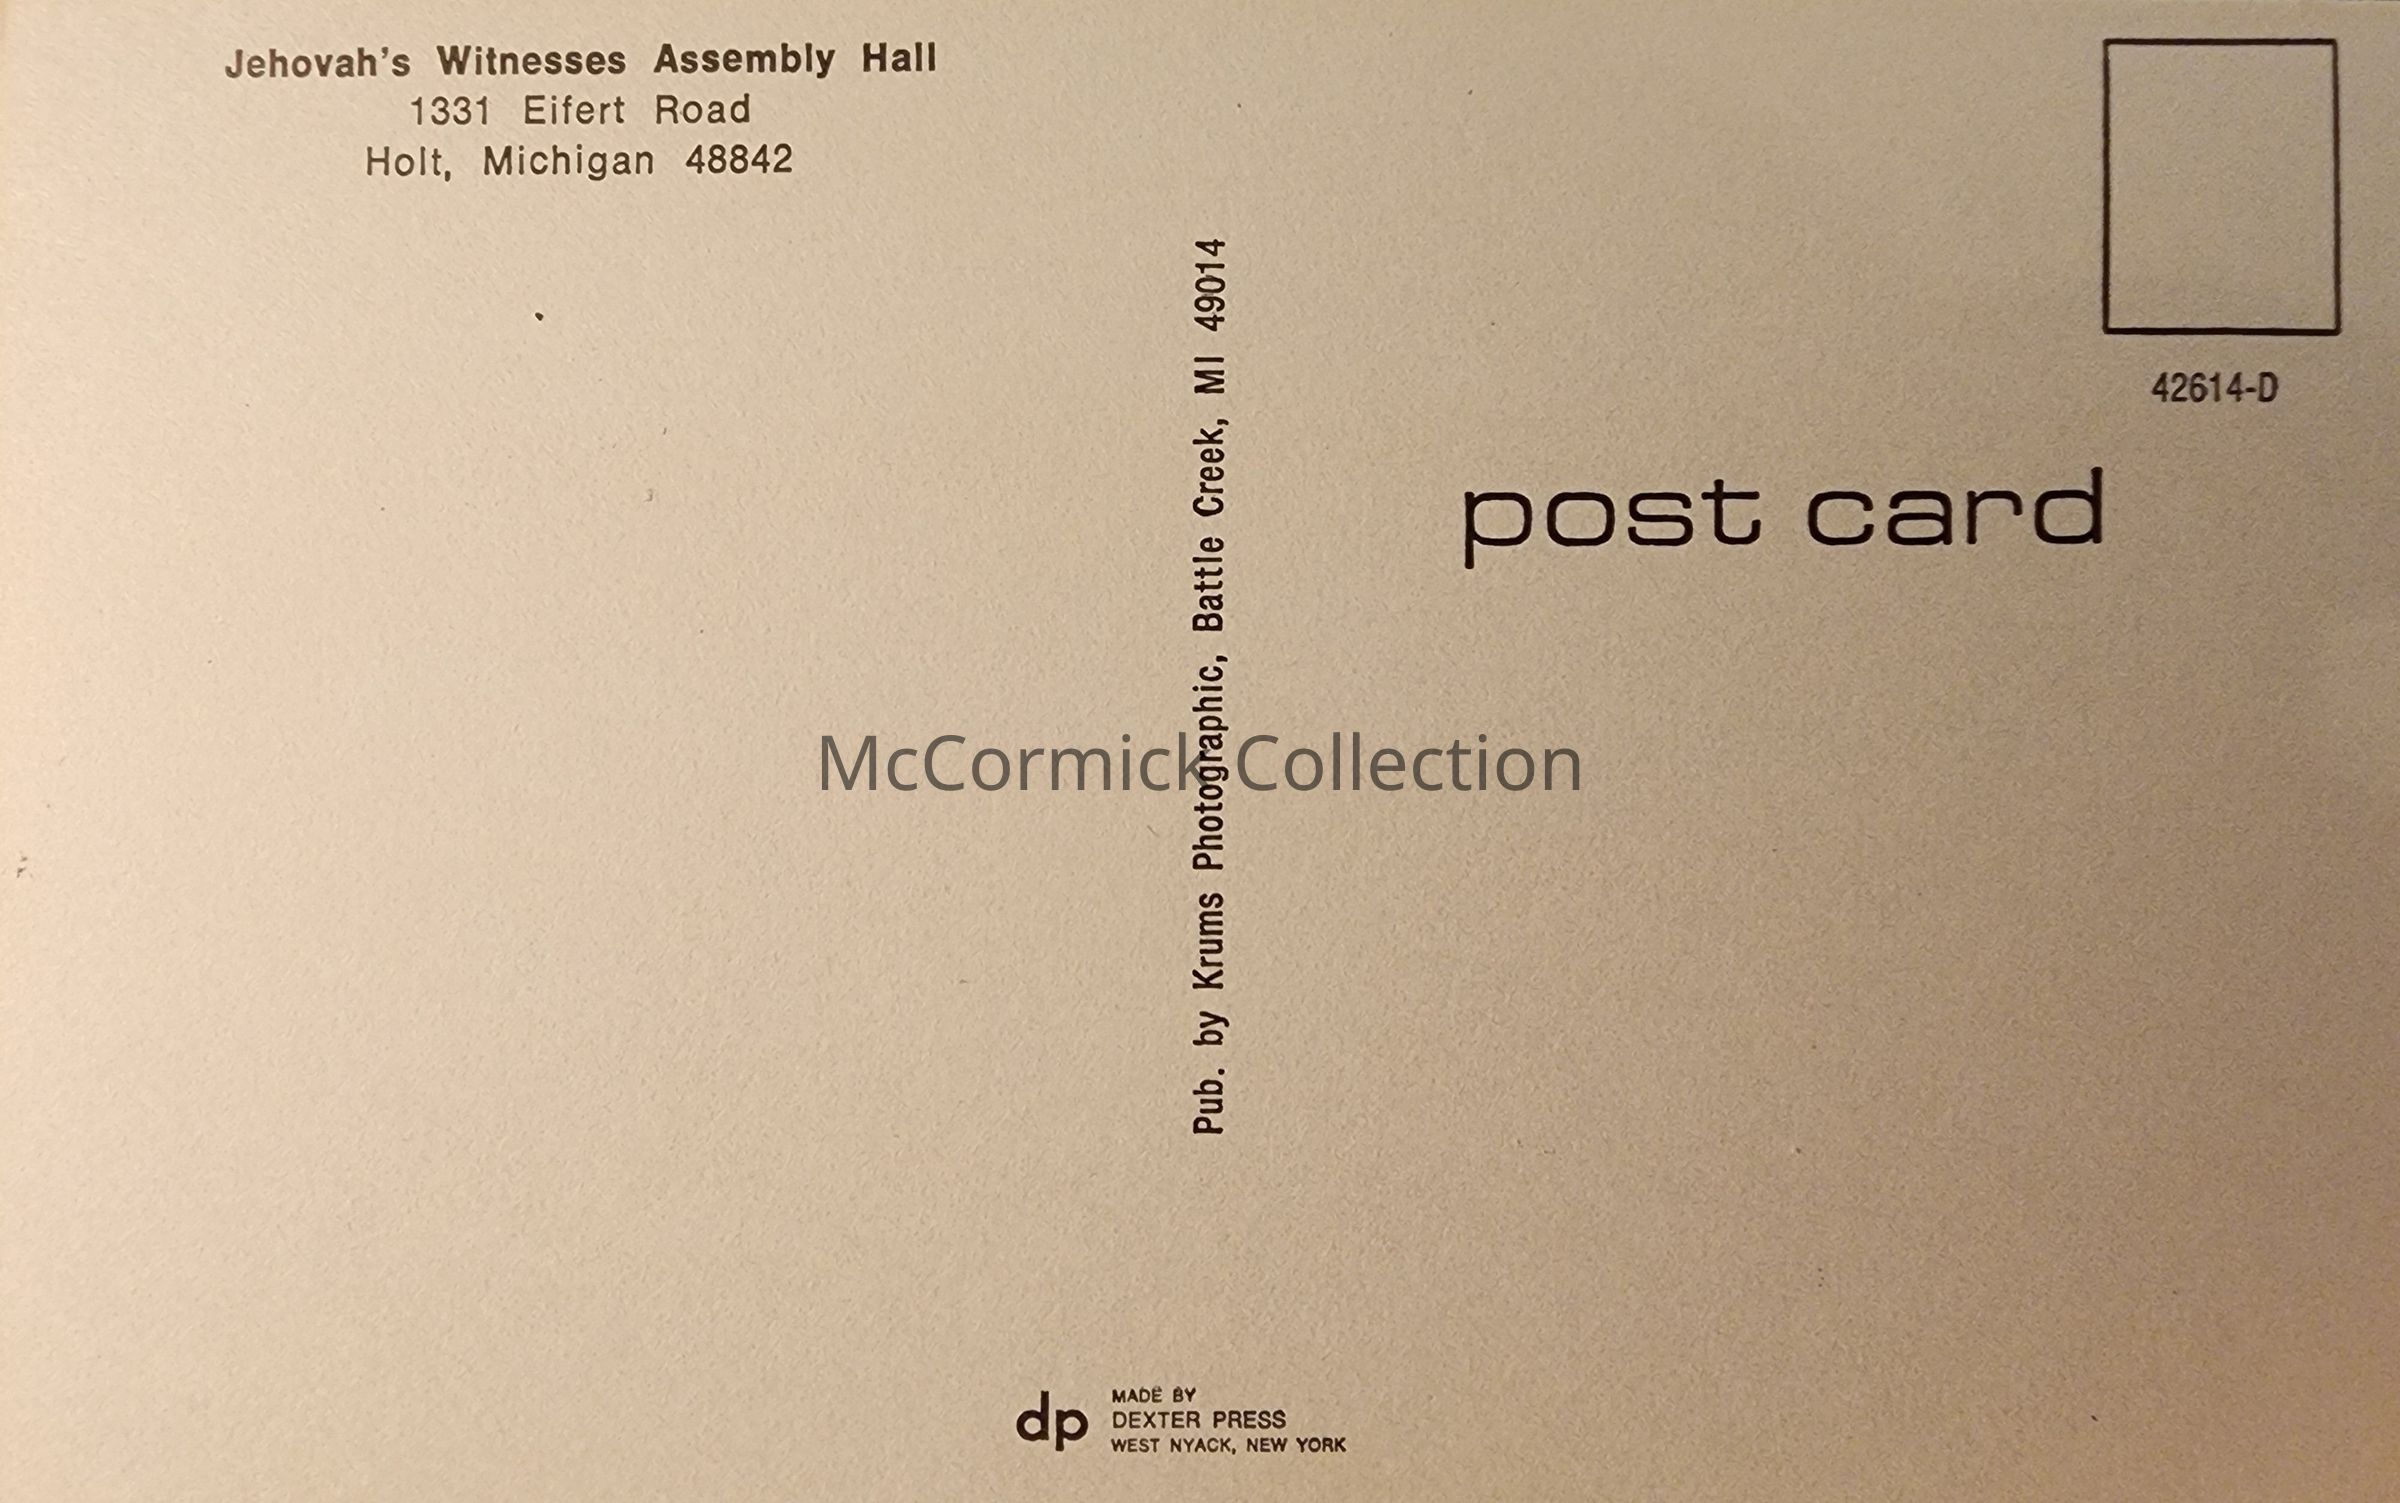 Jehovah's Witnesses Assembly Hall
1331 Eifert Road
Holt, Michigan 48842
Pub. by Krums Photographic, Battle Creek, MI 49014
42614-D
post card
McCormick Collection
dp
MADE BY
DEXTER PRESS
WEST NYACK, NEW YORK